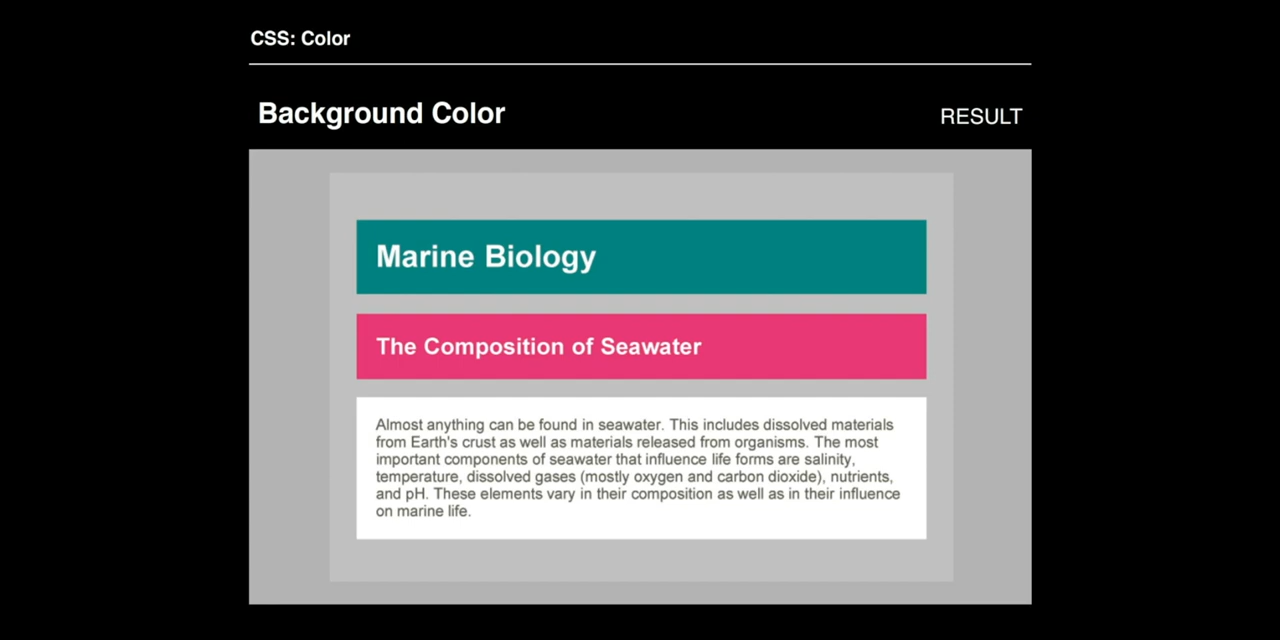 CSS: Color
Background Color
RESULT
Marine Biology
The Composition of Seawater
Almost anything can be found in seawater. This includes dissolved materials
from Earth's crust as well as materials released from organisms. The most
important components of seawater that influence life forms are salinity,
temperature, dissolved gases (mostly oxygen and carbon dioxide), nutrients,
and pH. These elements vary in their composition as well as in their influence
on marine life.